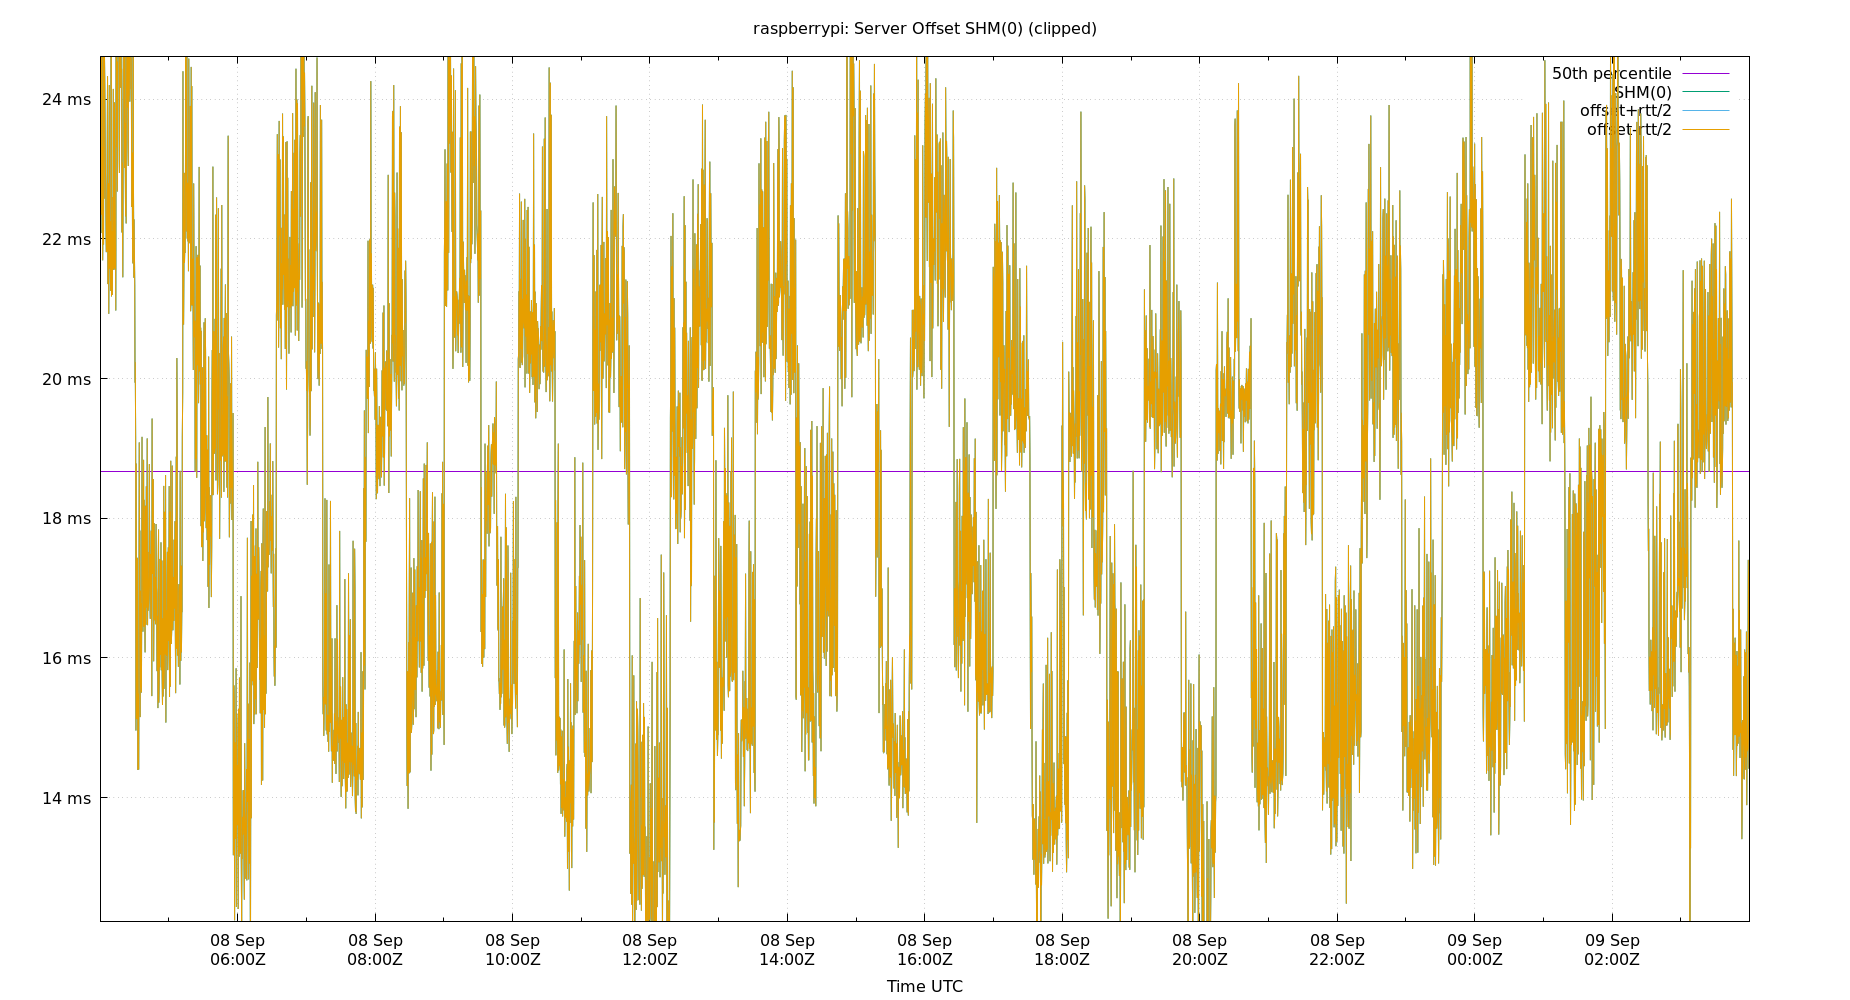 raspberrypi: Server Offset SHM(0) (clipped)
50th percentile
SHM(0)
offset+rtt/2
offset-rtt/2
24 ms
22 ms
20 ms
18 ms
16 ms
14 ms
08 Sep 08 Sep 08 Sep 08 Sep 08 Sep 08 Sep 08 Sep 08 Sep 08 Sep 09 Sep 09 Sep
06:00Z 08:00Z 10:00Z 12:00Z 14:00Z 16:00Z 18:00Z 20:00Z 22:00Z 00:00Z 02:00Z
Time UTC